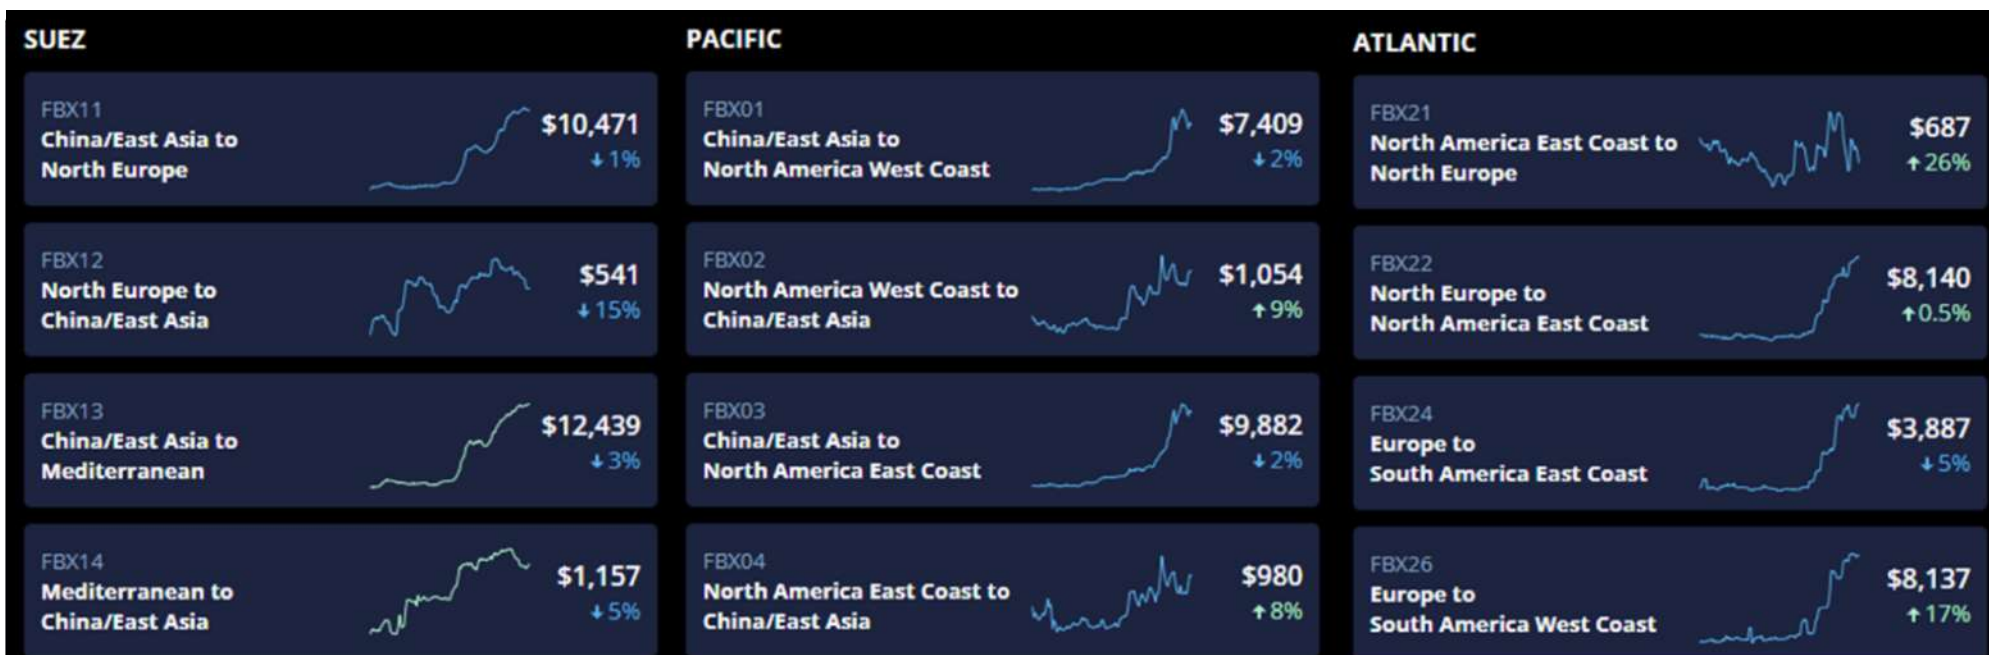 SUEZ
FBX11
China/East Asia to
North Europe
$10,471
↓1%
FBX12
North Europe to
China/East Asia
$541
↓15%
FBX13
China/East Asia to
Mediterranean
$12,439
↓3%
FBX14
Mediterranean to
China/East Asia
$1,157
↓5%
PACIFIC
FBX01
China/East Asia to
North America West Coast
$7,409
↓2%
FBX02
North America West Coast to
China/East Asia
$1,054
↑9%
FBX03
China/East Asia to
North America East Coast
$9,882
↓2%
FBX04
North America East Coast to
China/East Asia
$980
↑8%
ATLANTIC
FBX21
North America East Coast to
North Europe
$687
↑26%
FBX22
North Europe to
North America East Coast
$8,140
↑0.5%
FBX24
Europe to
South America East Coast
$3,887
↓5%
FBX26
Europe to
South America West Coast
$8,137
↑17%